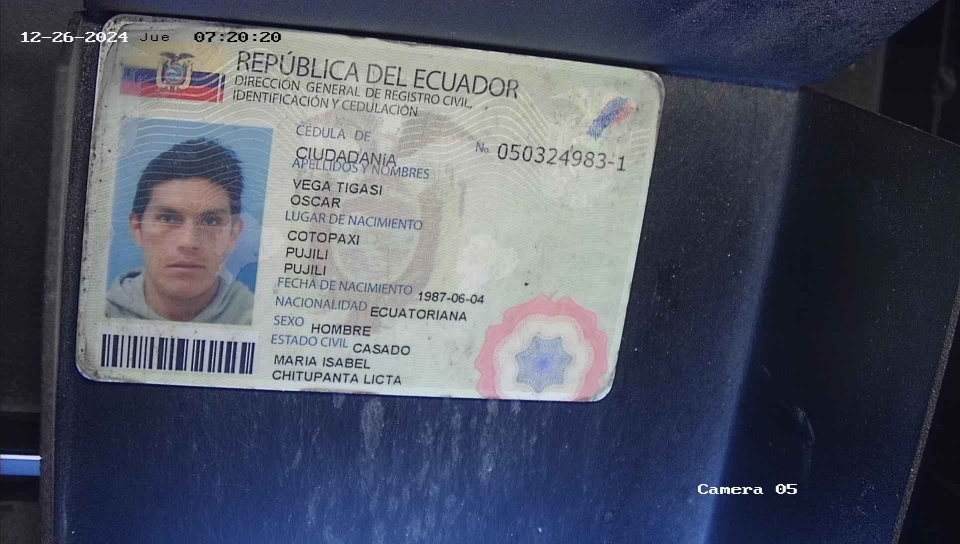 12-26-2024 Jue 07:20:20
REPÚBLICA DEL ECUADOR
DIRECCIÓN GENERAL DE REGISTRO CIVIL,
IDENTIFICACIÓN Y CEDULACIÓN
CÉDULA DE
CIUDADANÍA
No. 050324983-1
APELLIDOS Y NOMBRES
VEGA TIGASI
OSCAR
LUGAR DE NACIMIENTO
COTOPAXI
PUJILI
PUJILI
FECHA DE NACIMIENTO 1987-06-04
NACIONALIDAD ECUATORIANA
SEXO HOMBRE
ESTADO CIVIL CASADO
MARIA ISABEL
CHITUPANTA LICTA
Camera 05